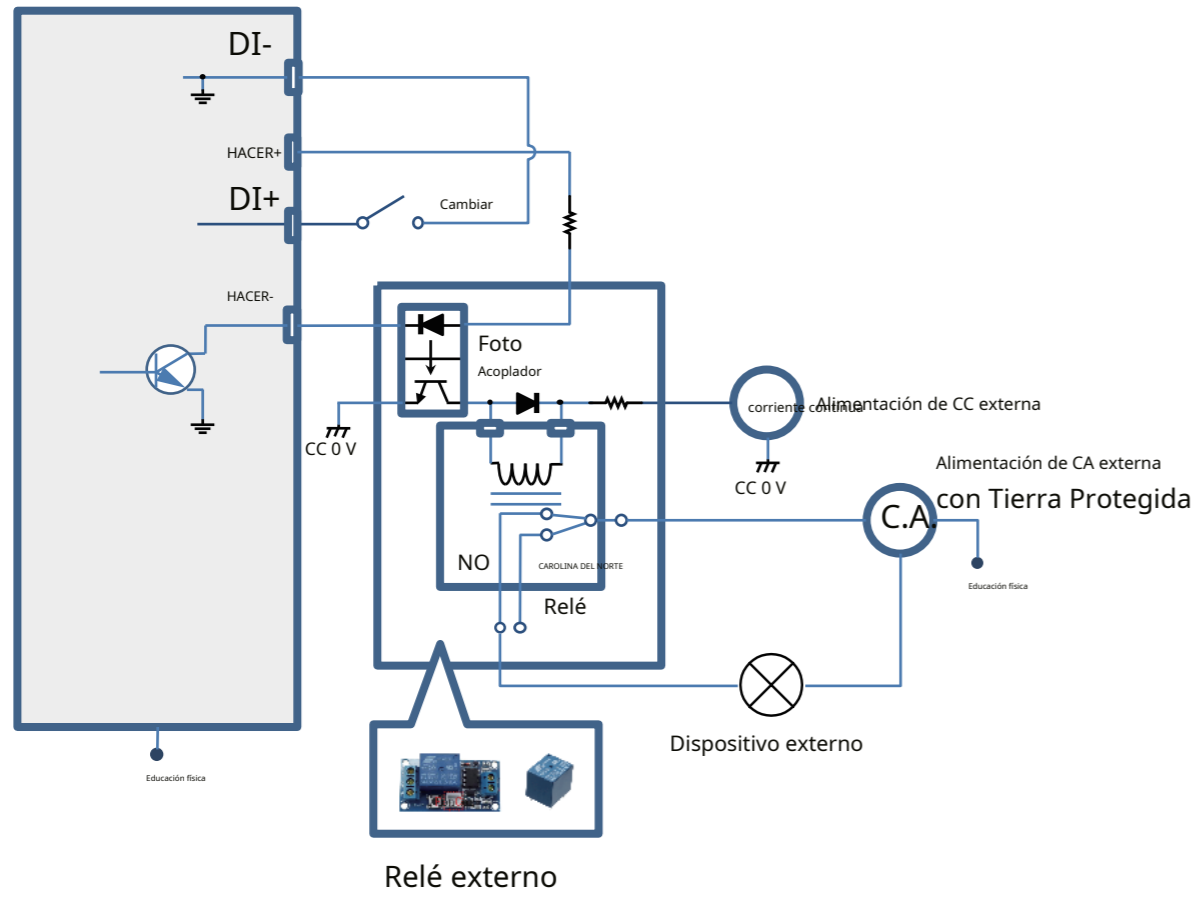 DI-
HACER+
DI+
Cambiar
HACER-
Foto
Acoplador
corriente continua
Alimentación de CC externa
CC 0 V
CC 0 V
Alimentación de CA externa
con Tierra Protegida
C.A.
NO
CAROLINA DEL NORTE
Educación física
Relé
Dispositivo externo
Educación física
Relé externo